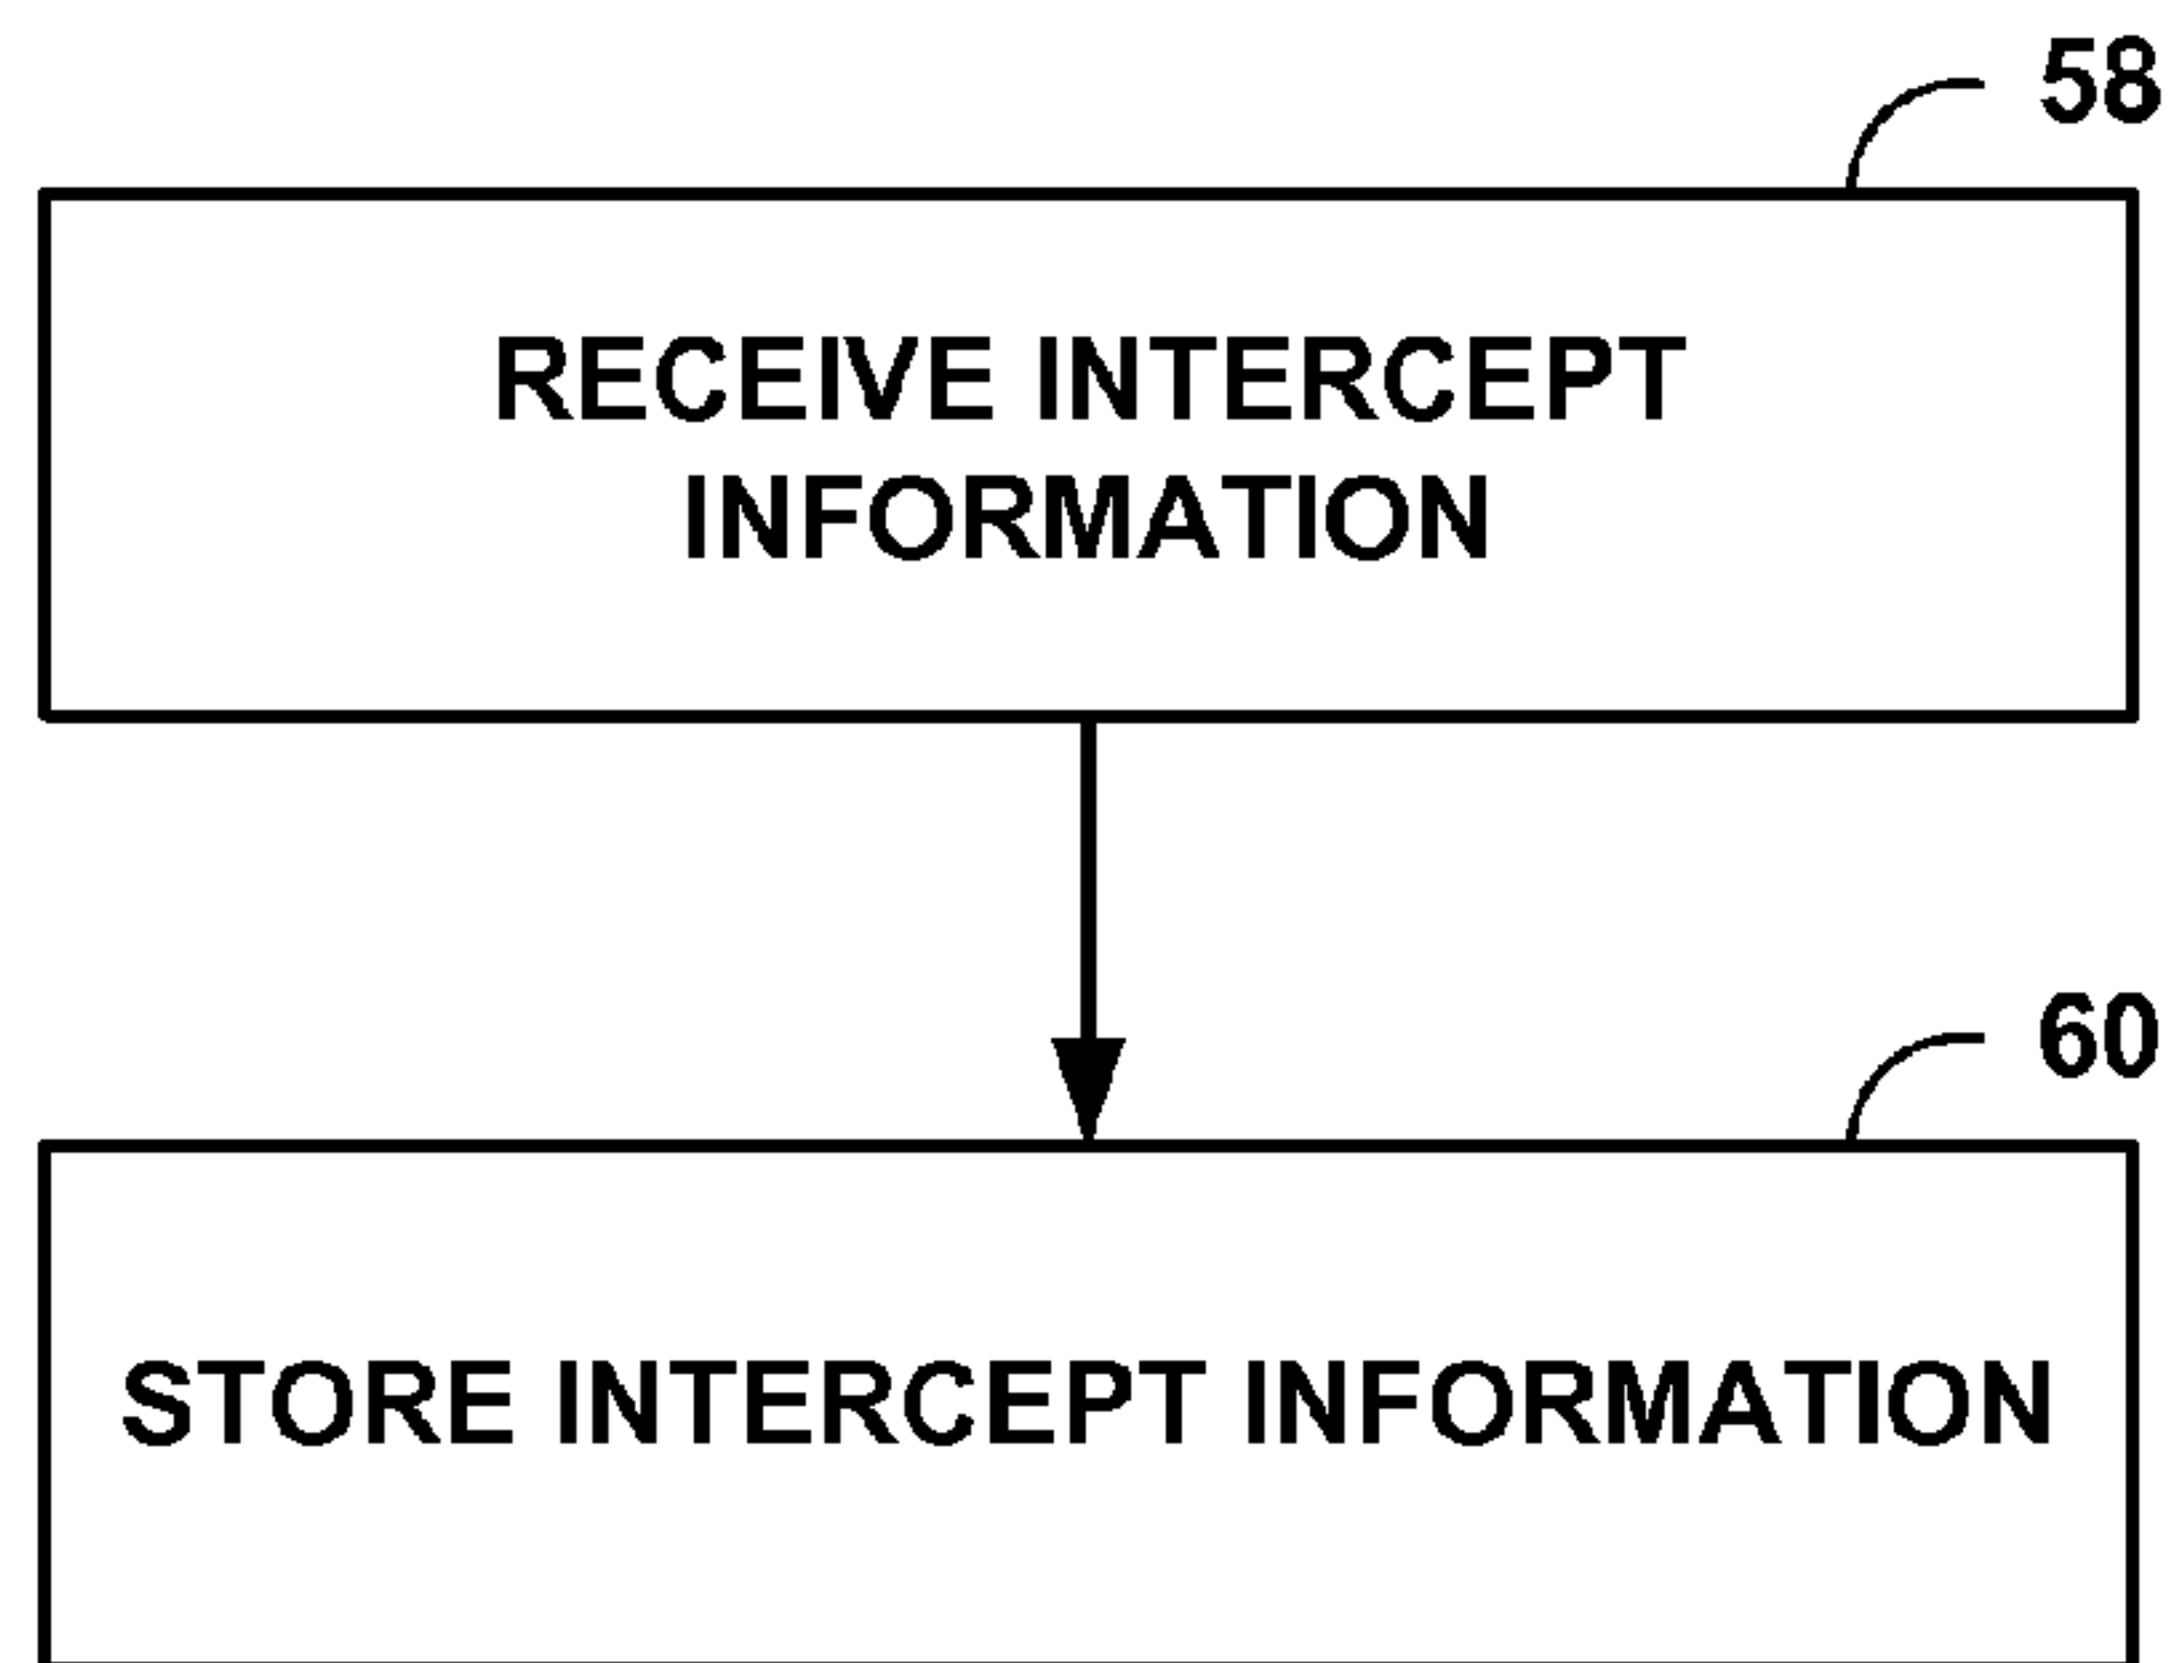 58
RECEIVE INTERCEPT
INFORMATION
60
STORE INTERCEPT INFORMATION